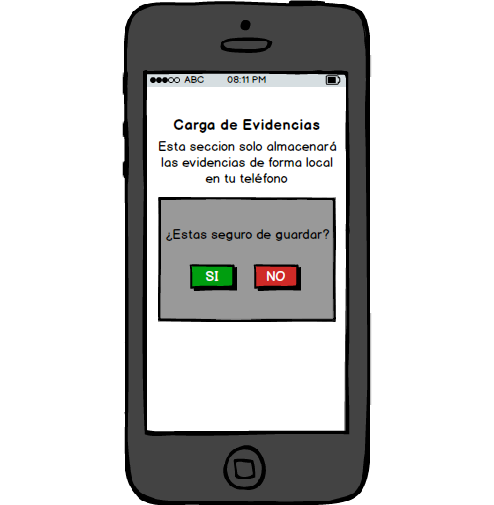 ABC 08:11 PM
Carga de Evidencias
Esta seccion solo almacenará
las evidencias de forma local
en tu teléfono
¿Estas seguro de guardar?
SI NO